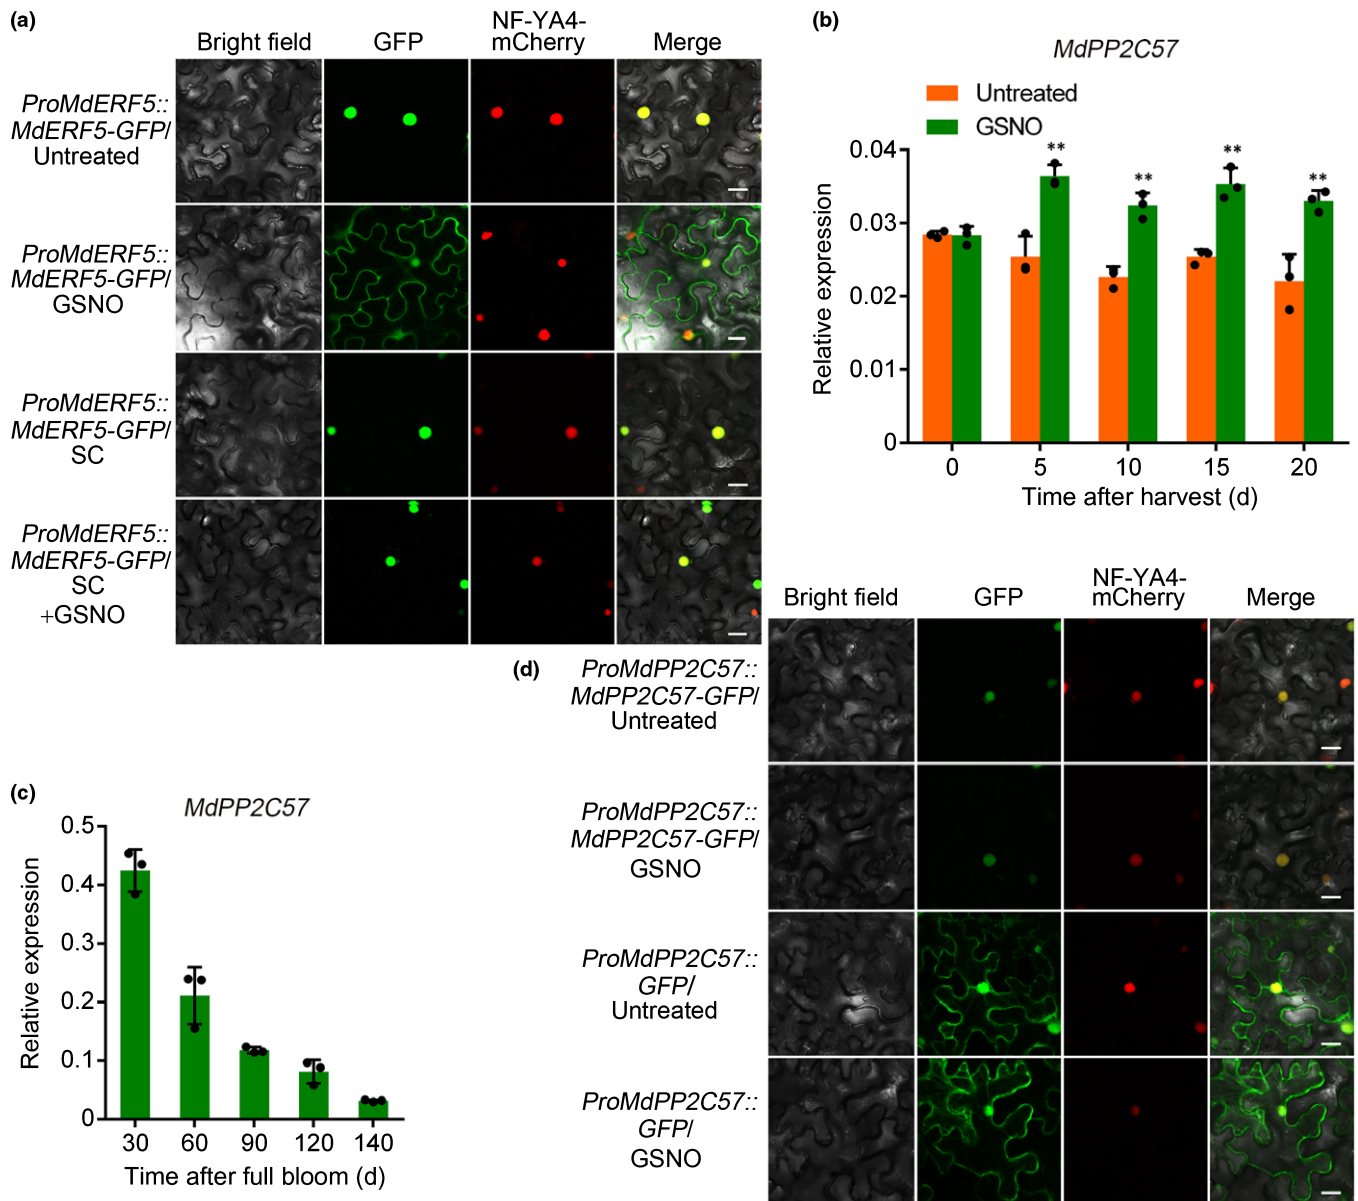 (a)
Bright field GFP NF-YA4-
mCherry Merge
ProMdERF5::
MdERF5-GFP/
Untreated
ProMdERF5::
MdERF5-GFP/
GSNO
ProMdERF5::
MdERF5-GFP/
SC
ProMdERF5::
MdERF5-GFP/
SC
+GSNO
(b)
MdPP2C57
Untreated
GSNO
Relative expression
0.04
0.03
0.02
0.01
0
** ** ** **
0 5 10 15 20
Time after harvest (d)
(c)
MdPP2C57
Relative expression
0.5
0.4
0.3
0.2
0.1
0
30 60 90 120 140
Time after full bloom (d)
(d)
Bright field GFP NF-YA4-
mCherry Merge
ProMdPP2C57::
MdPP2C57-GFP/
Untreated
ProMdPP2C57::
MdPP2C57-GFP/
GSNO
ProMdPP2C57::
GFP/
Untreated
ProMdPP2C57::
GFP/
GSNO